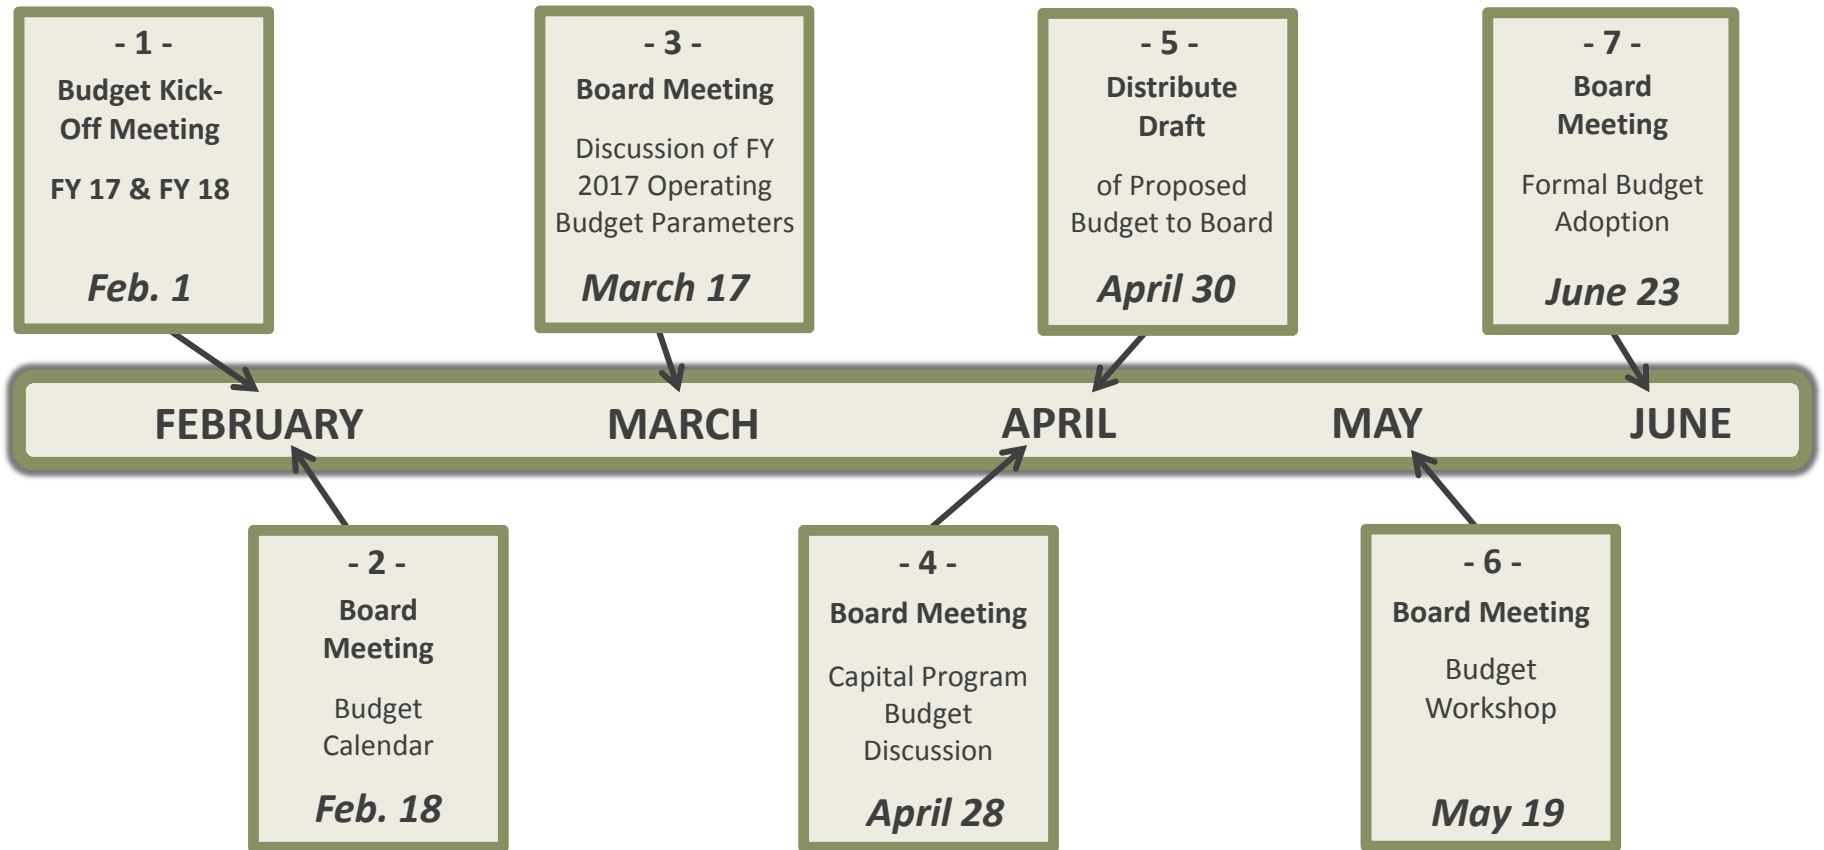 - 1 -
Budget Kick-
Off Meeting
FY 17 & FY 18
Feb. 1
- 3 -
Board Meeting
Discussion of FY
2017 Operating
Budget Parameters
March 17
- 5 -
Distribute
Draft
of Proposed
Budget to Board
April 30
- 7 -
Board
Meeting
Formal Budget
Adoption
June 23
FEBRUARY MARCH APRIL MAY JUNE
- 2 -
Board
Meeting
Budget
Calendar
Feb. 18
- 4 -
Board Meeting
Capital Program
Budget
Discussion
April 28
- 6 -
Board Meeting
Budget
Workshop
May 19